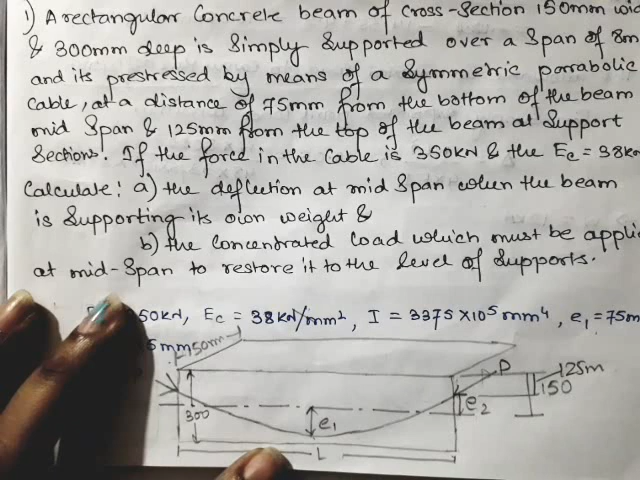 1) A rectangular Concrete beam of cross-Section 150mm
& 300mm deep is Simply Supported over a Span of 8m
and its prestressed by means of a Symmetric parabolic
Cable, at a distance of 75mm from the bottom of the beam
mid Span & 125mm from the top of the beam at Support
Sections. If the force in the Cable is 350KN & the Ec = 38
Calculate: a) the deflection at mid Span when the beam
is Supporting its own weight &
b) the Concentrated Load which must be
at mid-Span to restore it to the level of Supports.
50KN, Ec = 38KN/mm², I = 3375 X10⁵ mm⁴, e₁ = 75m
5mm
150m
P
125m
150
300
e₁
e₂
L